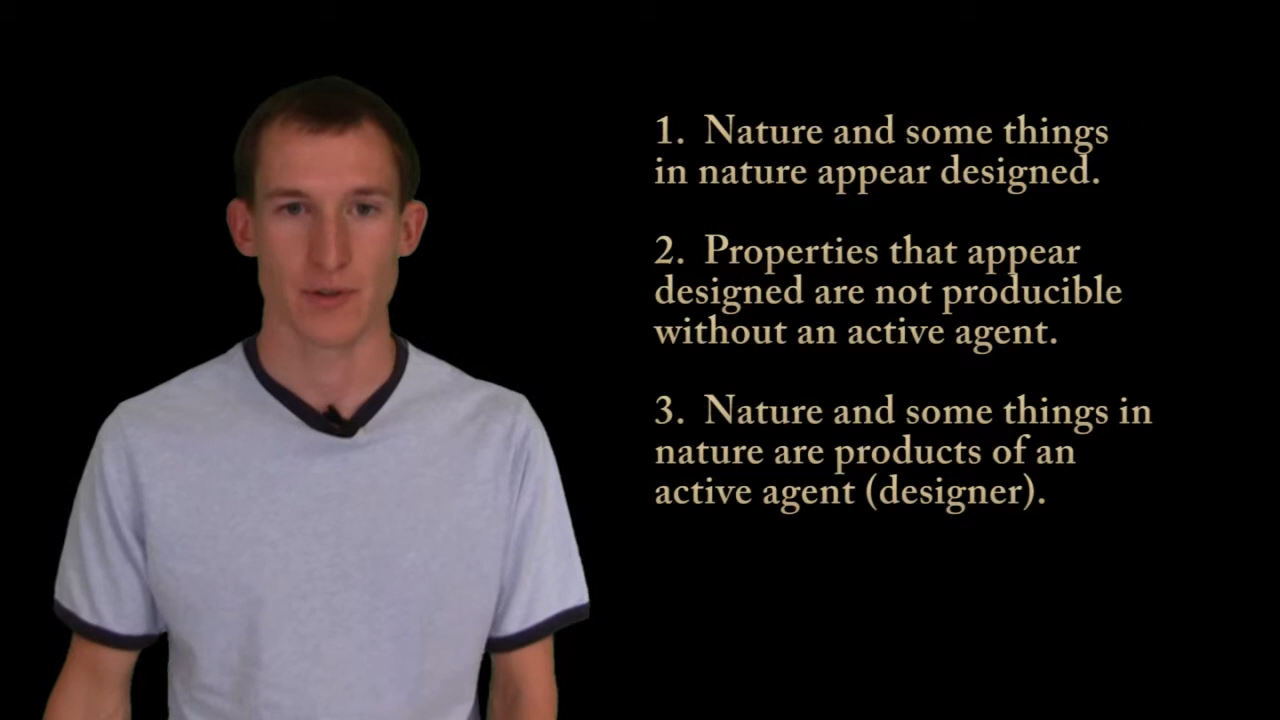 1. Nature and some things
in nature appear designed.
2. Properties that appear
designed are not producible
without an active agent.
3. Nature and some things in
nature are products of an
active agent (designer).